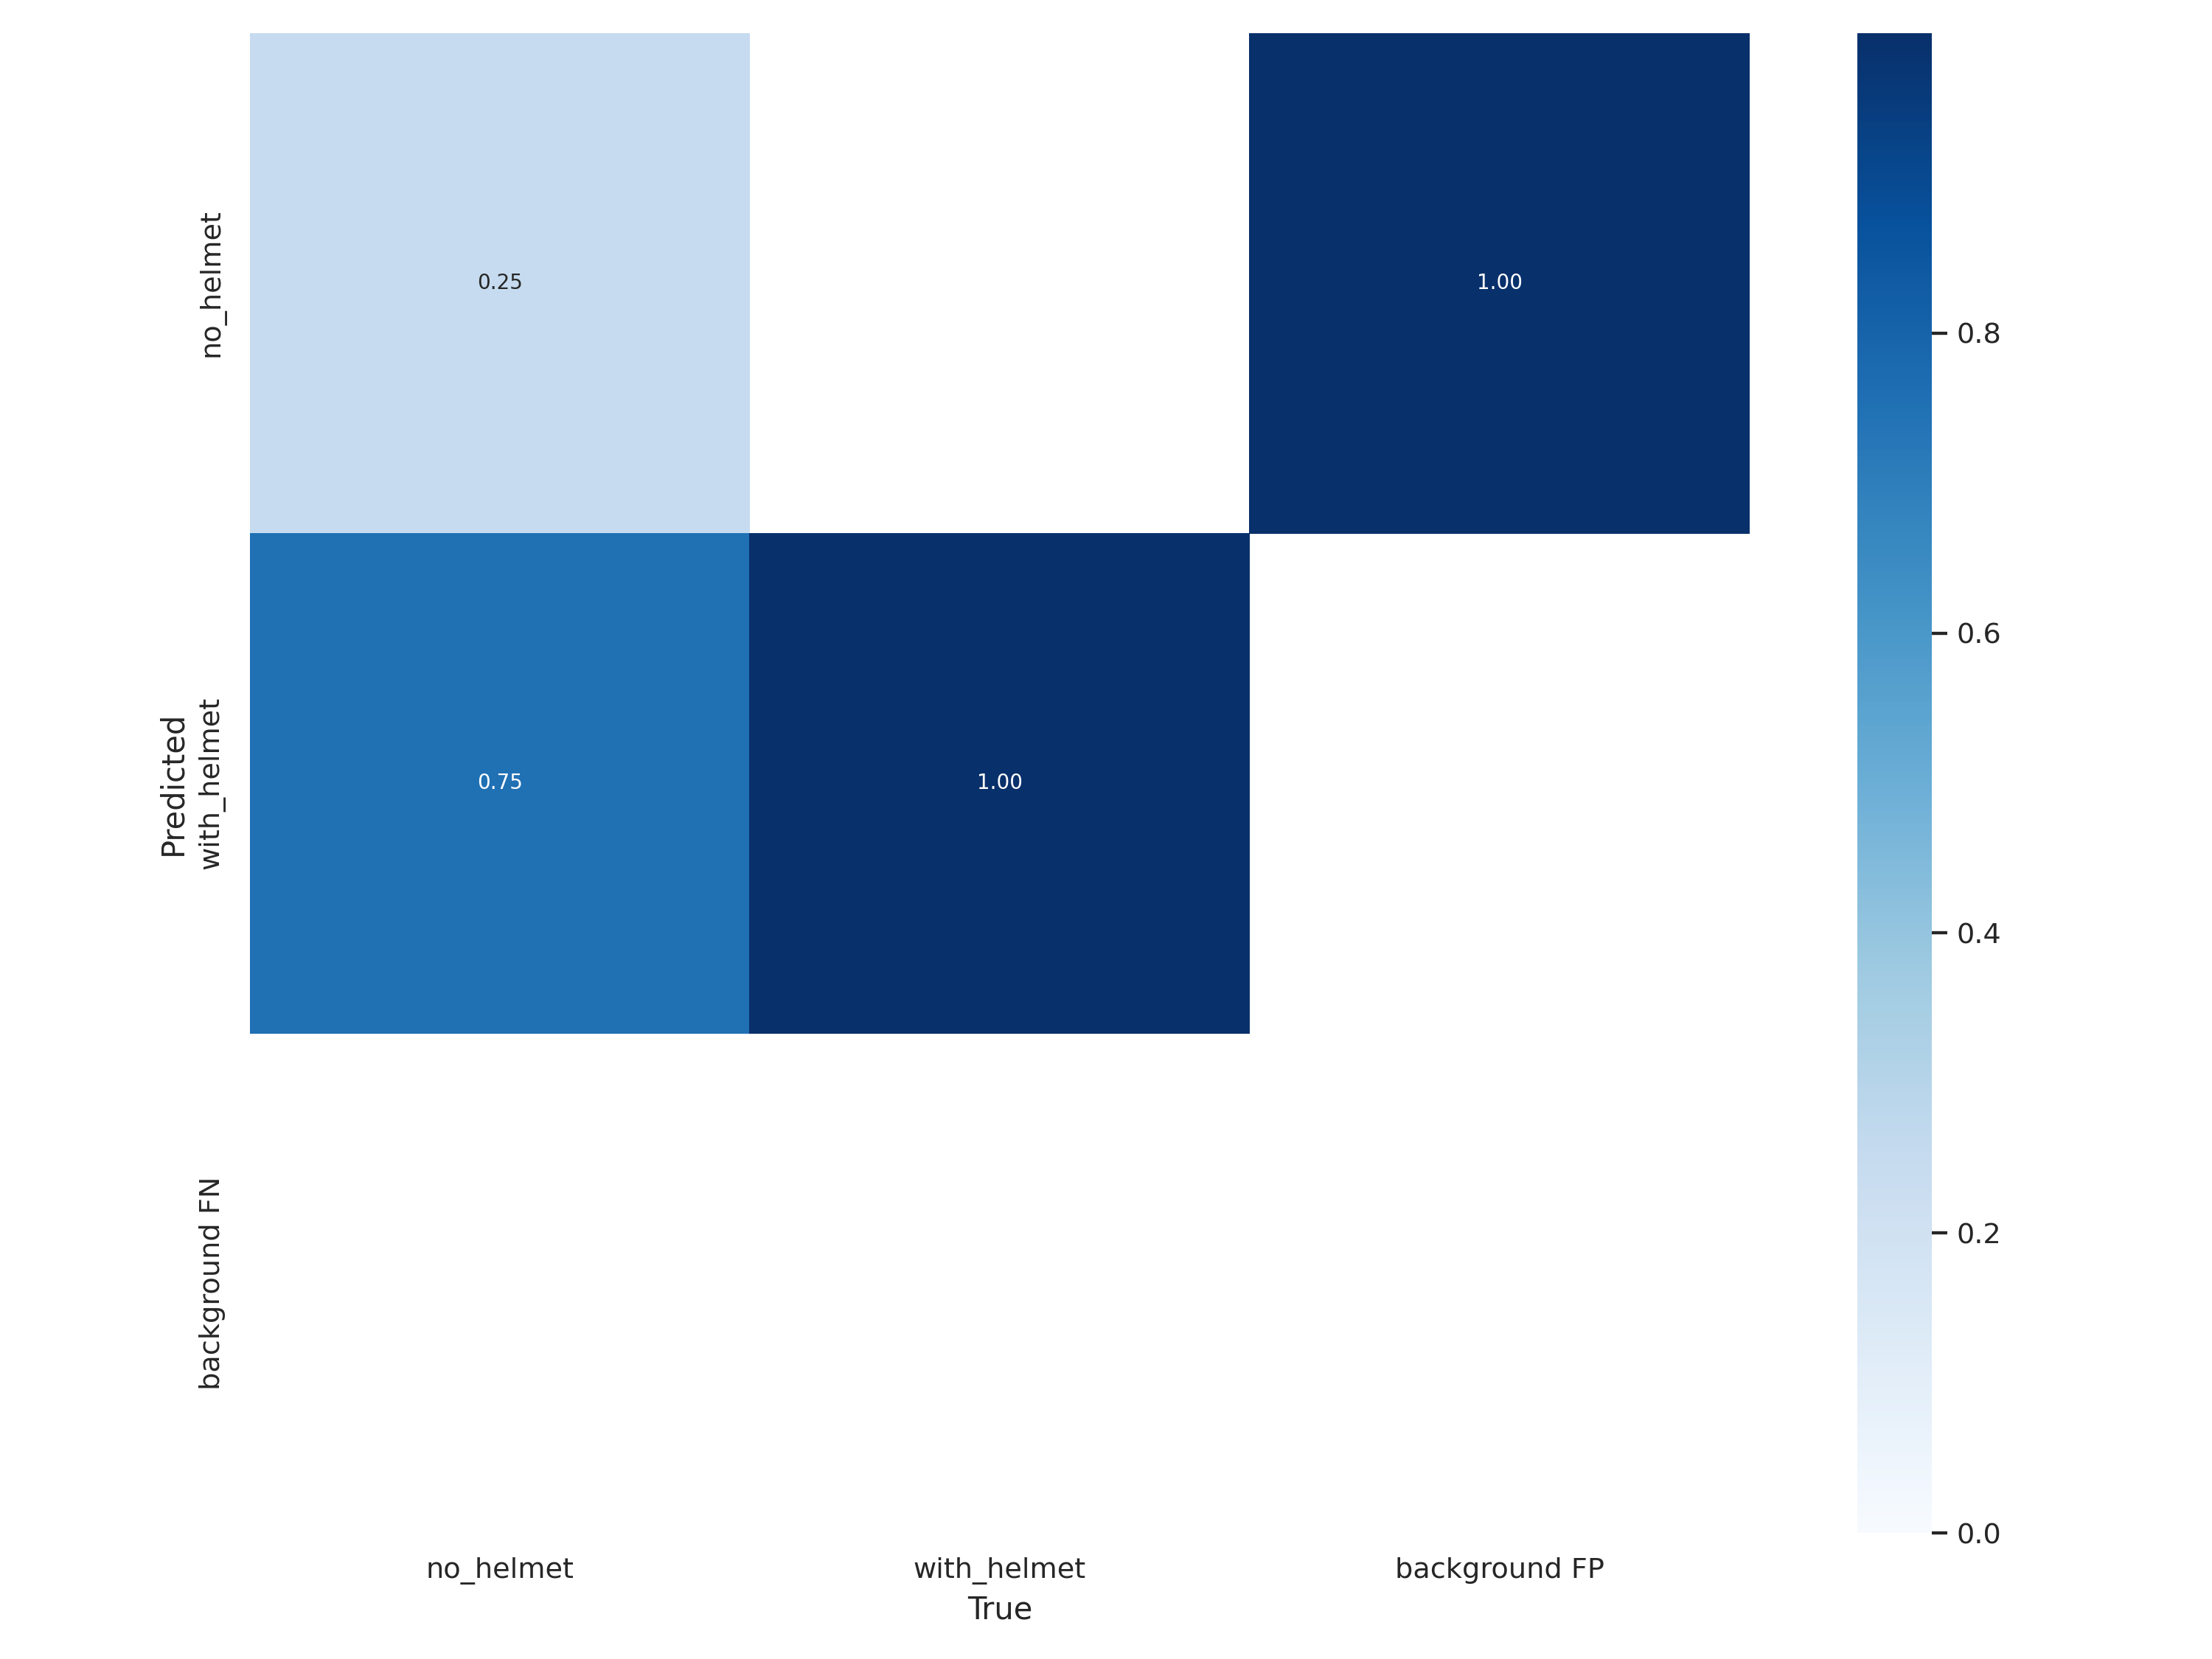 no_helmet
0.25
1.00
0.8
0.6
Predicted
with_helmet
0.75
1.00
0.4
background FN
0.2
0.0
no_helmet
with_helmet
background FP
True